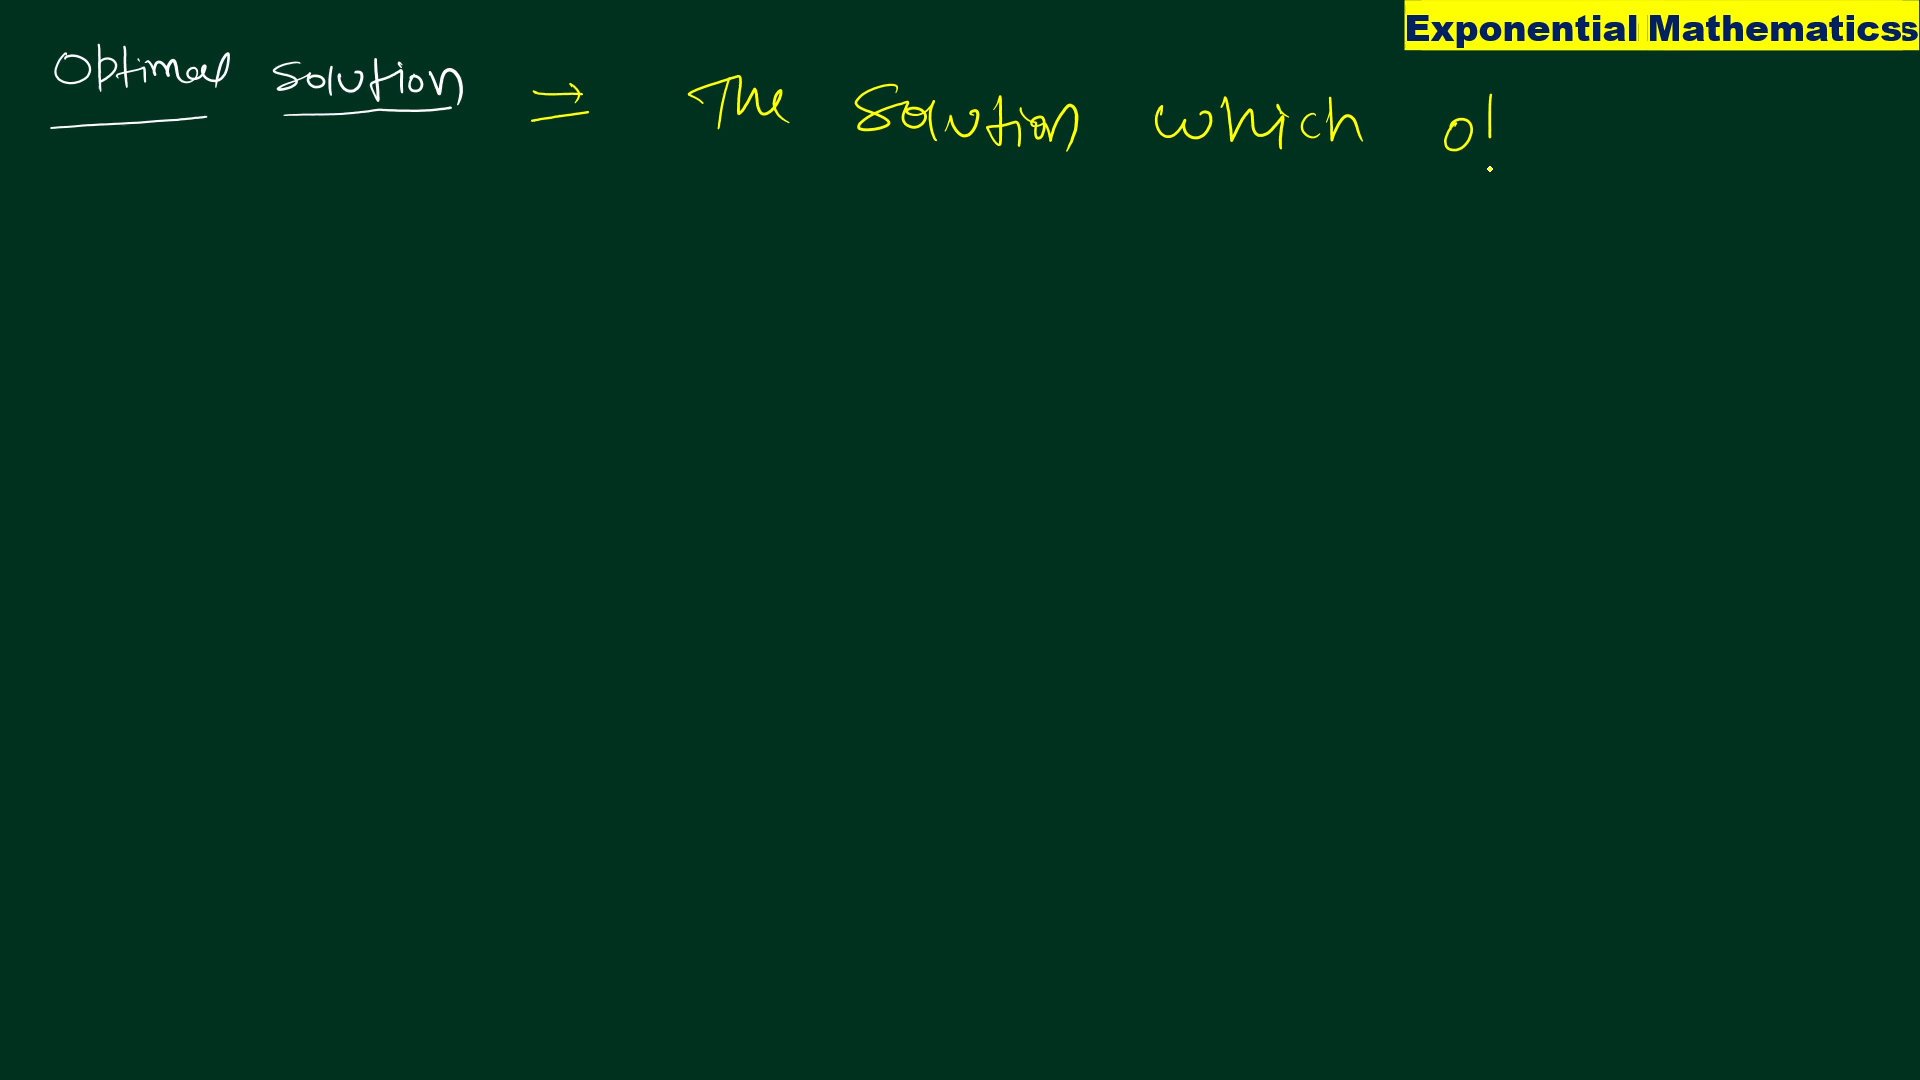 Exponential Mathematicss
Optimal Solution ⇒ The Solution which